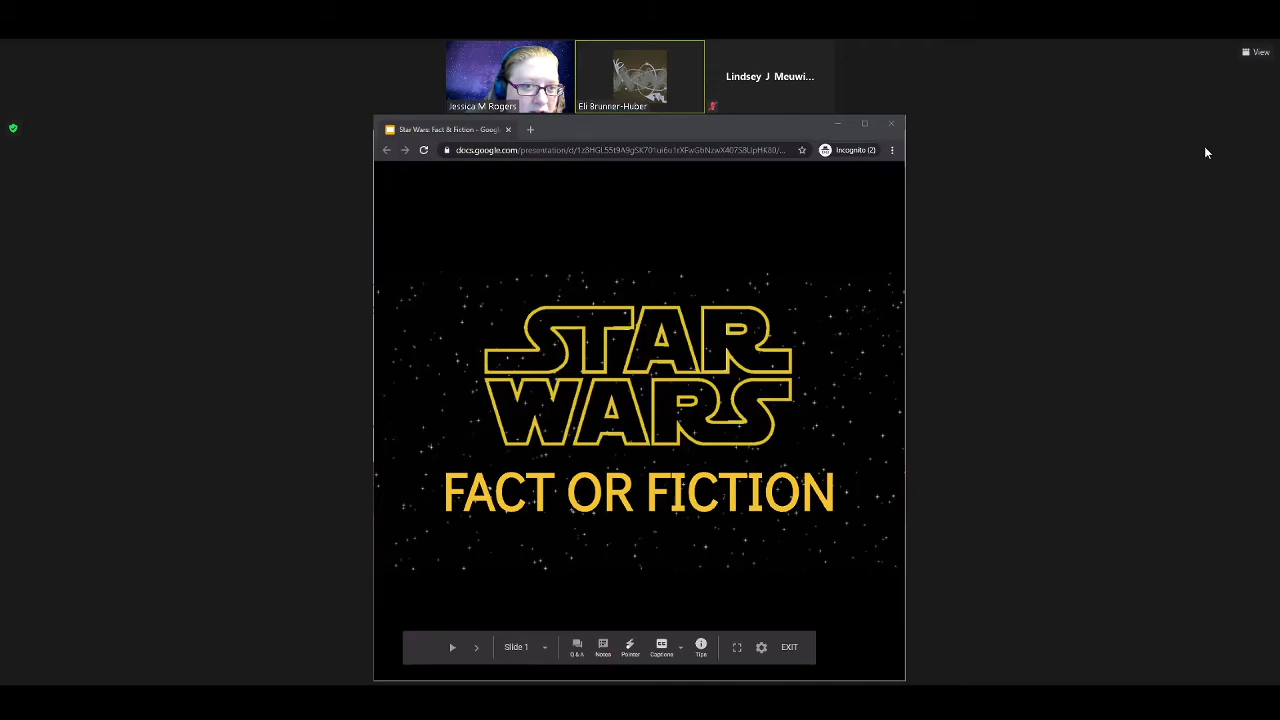 View
Lindsey J Meuwi...
Jessica M Rogers
Eli Brunner-Huber
Star Wars: Fact & Fiction - Googl
Incognito (2)
STAR
WARS
FACT OR FICTION
Slide 1
Q & A
Notes
Pointer
Captions
Tips
EXIT